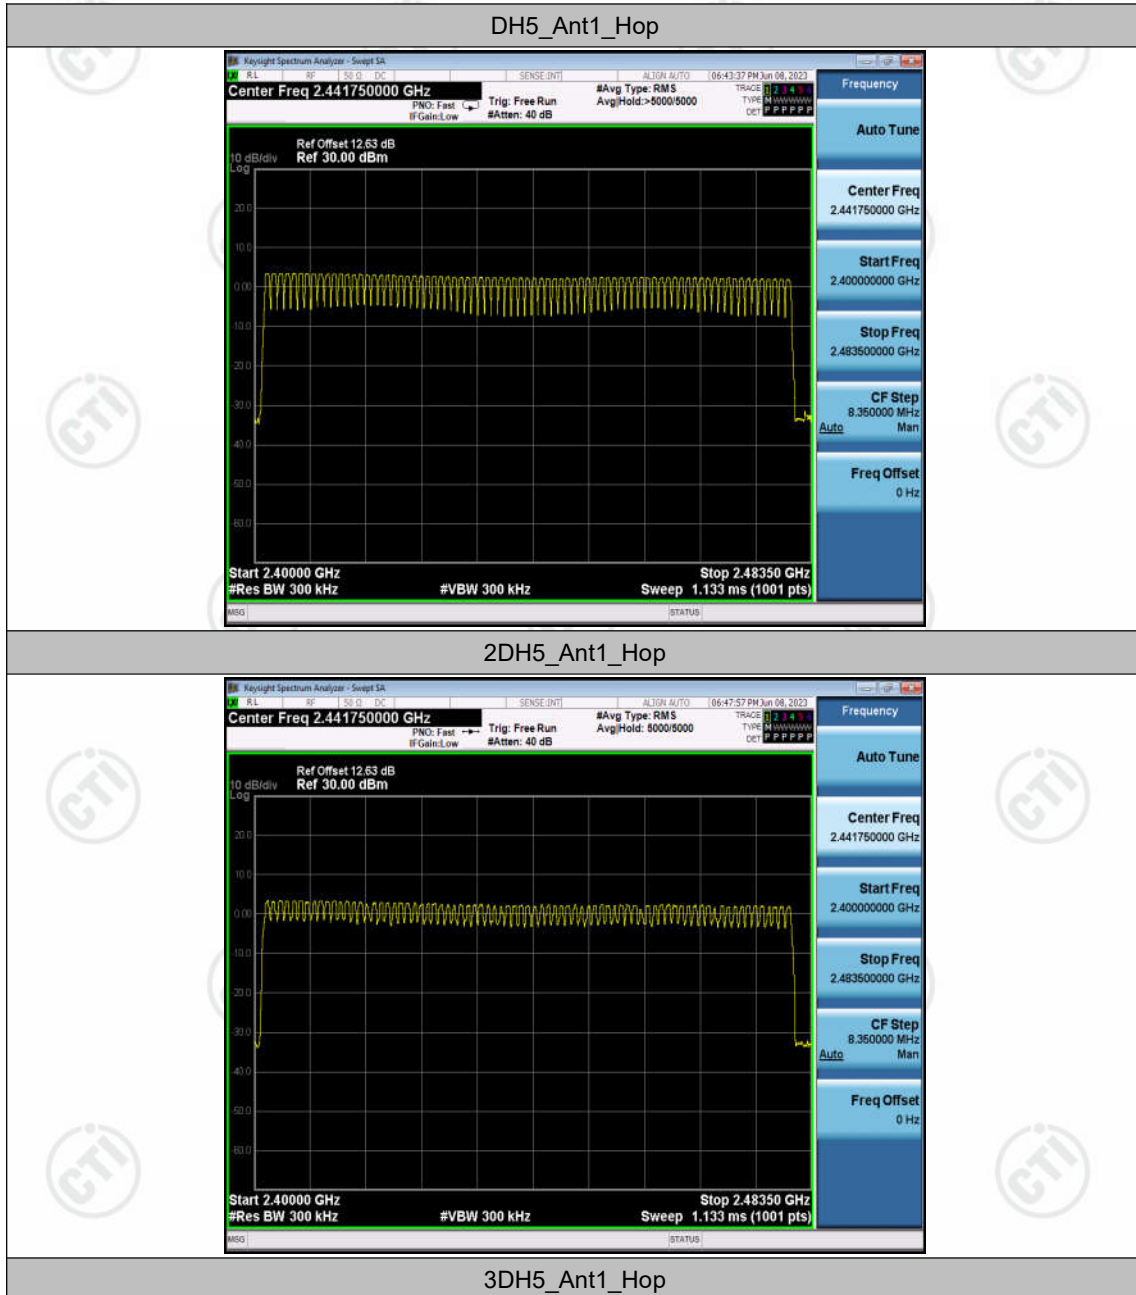 DH5_Ant1_Hop
Keysight Spectrum Analyzer - Swept SA
RL RF 50 Ω DC SENSE:INT ALIGN AUTO 06:43:37 PM Jun 08, 2023
Center Freq 2.441750000 GHz #Avg Type: RMS TRACE 1 2 3 4 5 6
PNO: Fast Trig: Free Run Avg|Hold:>5000/5000 TYPE M WWWWW
IFGain:Low #Atten: 40 dB DET P P P P P P
Frequency
Auto Tune
Ref Offset 12.63 dB
10 dB/div Ref 30.00 dBm
Log
20.0
10.0
0.00
-10.0
-20.0
-30.0
-40.0
-50.0
-60.0
Center Freq
2.441750000 GHz
Start Freq
2.400000000 GHz
Stop Freq
2.483500000 GHz
CF Step
8.350000 MHz
Auto Man
Freq Offset
0 Hz
Start 2.40000 GHz Stop 2.48350 GHz
#Res BW 300 kHz #VBW 300 kHz Sweep 1.133 ms (1001 pts)
MSG STATUS
2DH5_Ant1_Hop
Keysight Spectrum Analyzer - Swept SA
RL RF 50 Ω DC SENSE:INT ALIGN AUTO 06:47:57 PM Jun 08, 2023
Center Freq 2.441750000 GHz #Avg Type: RMS TRACE 1 2 3 4 5 6
PNO: Fast Trig: Free Run Avg|Hold: 5000/5000 TYPE M WWWWW
IFGain:Low #Atten: 40 dB DET P P P P P P
Frequency
Auto Tune
Ref Offset 12.63 dB
10 dB/div Ref 30.00 dBm
Log
20.0
10.0
0.00
-10.0
-20.0
-30.0
-40.0
-50.0
-60.0
Center Freq
2.441750000 GHz
Start Freq
2.400000000 GHz
Stop Freq
2.483500000 GHz
CF Step
8.350000 MHz
Auto Man
Freq Offset
0 Hz
Start 2.40000 GHz Stop 2.48350 GHz
#Res BW 300 kHz #VBW 300 kHz Sweep 1.133 ms (1001 pts)
MSG STATUS
3DH5_Ant1_Hop
CTI
CTI
CTI
CTI
CTI
CTI